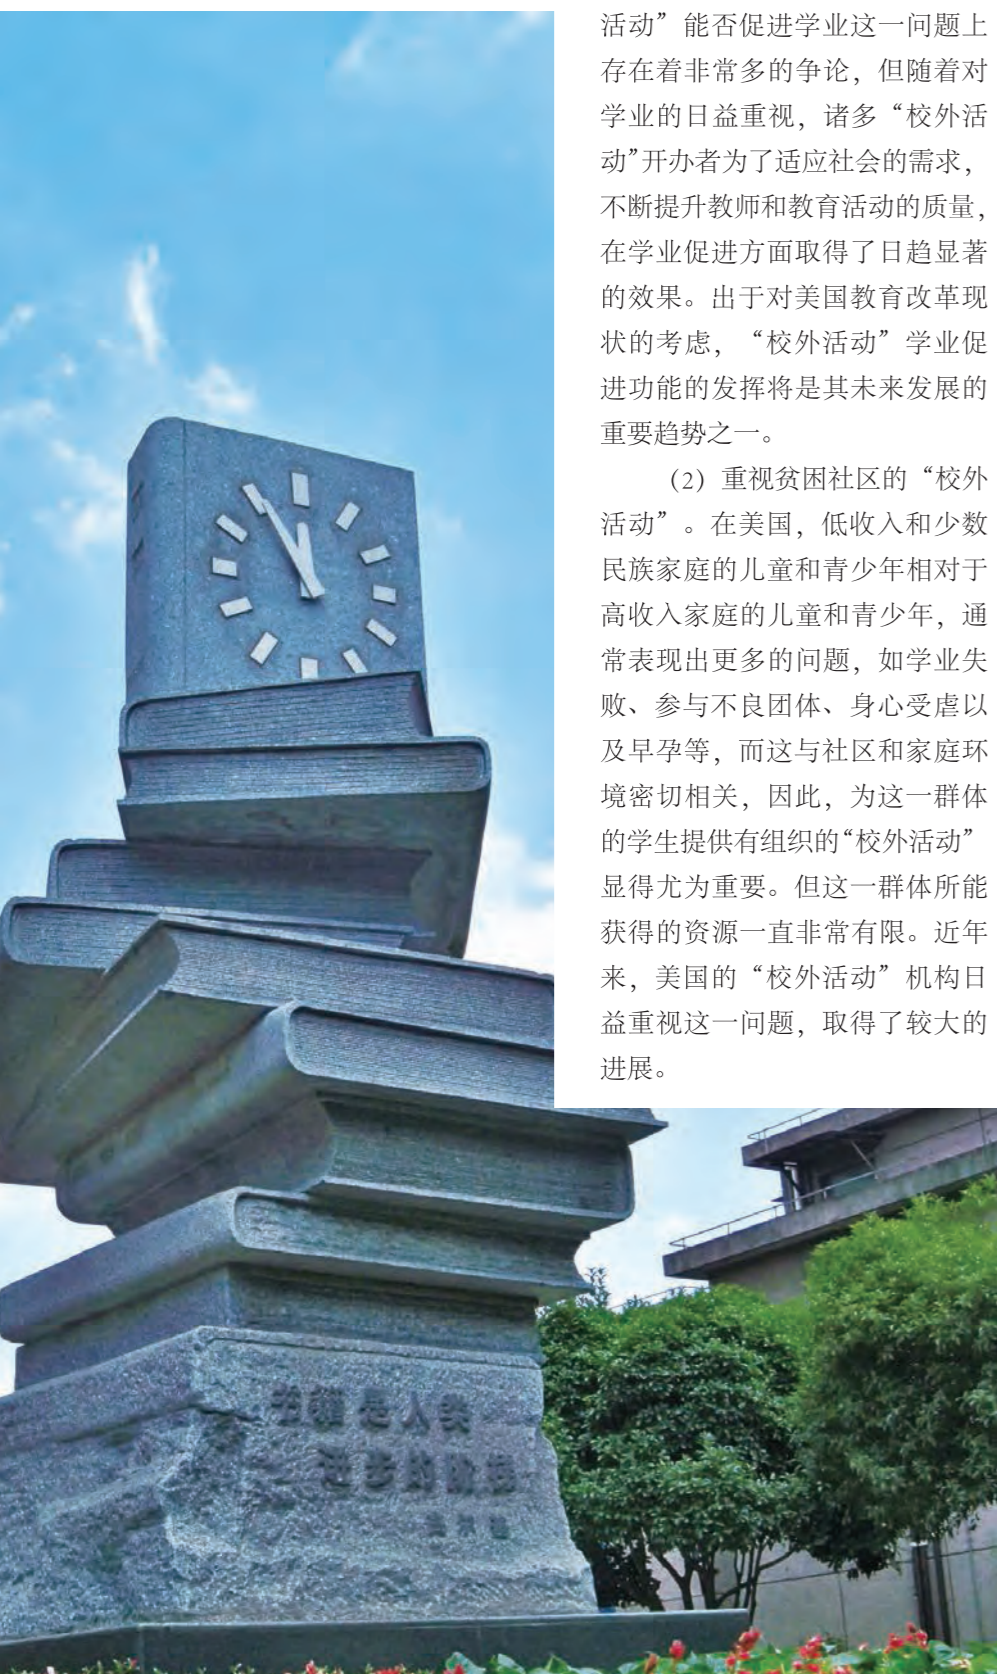 活动”能否促进学业这一问题上
存在着非常多的争论，但随着对
学业的日益重视，诸多“校外活
动”开办者为了适应社会的需求，
不断提升教师和教育活动的质量，
在学业促进方面取得了日趋显著
的效果。出于对美国教育改革现
状的考虑，“校外活动”学业促
进功能的发挥将是其未来发展的
重要趋势之一。
（2）重视贫困社区的“校外
活动”。在美国，低收入和少数
民族家庭的儿童和青少年相对于
高收入家庭的儿童和青少年，通
常表现出更多的问题，如学业失
败、参与不良团体、身心受虐以
及早孕等，而这与社区和家庭环
境密切相关，因此，为这一群体
的学生提供有组织的“校外活动”
显得尤为重要。但这一群体所能
获得的资源一直非常有限。近年
来，美国的“校外活动”机构日
益重视这一问题，取得了较大的
进展。
书籍是人类
进步的阶梯